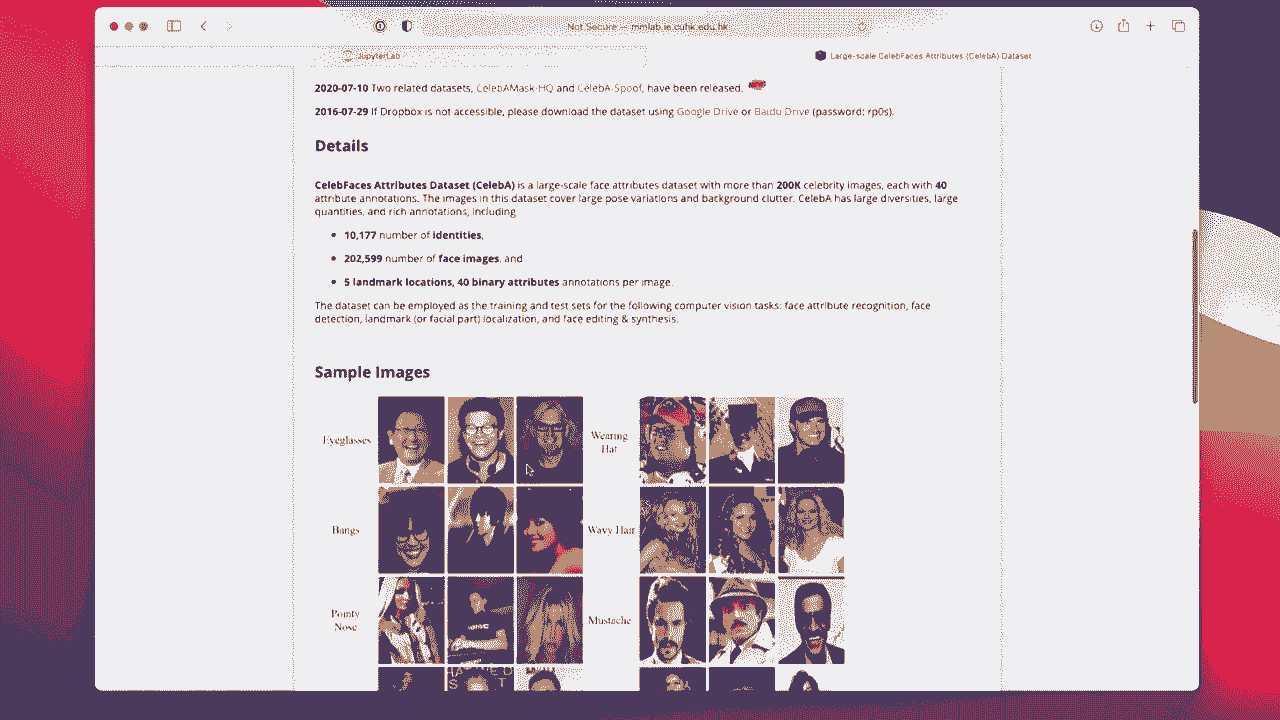 Not Secure — mmlab.ie.cuhk.edu.hk
JupyterLab
Large-scale CelebFaces Attributes (CelebA) Dataset
2020-07-10 Two related datasets, CelebAMask-HQ and CelebA-Spoof, have been released.
2016-07-29 If Dropbox is not accessible, please download the dataset using Google Drive or Baidu Drive (password: rp0s).
Details
CelebFaces Attributes Dataset (CelebA) is a large-scale face attributes dataset with more than 200K celebrity images, each with 40
attribute annotations. The images in this dataset cover large pose variations and background clutter. CelebA has large diversities, large
quantities, and rich annotations, including
• 10,177 number of identities,
• 202,599 number of face images, and
• 5 landmark locations, 40 binary attributes annotations per image.
The dataset can be employed as the training and test sets for the following computer vision tasks: face attribute recognition, face
detection, landmark (or facial part) localization, and face editing & synthesis.
Sample Images
Eyeglasses
Wearing
Hat
Bangs
Wavy Hair
Pointy
Nose
Mustache